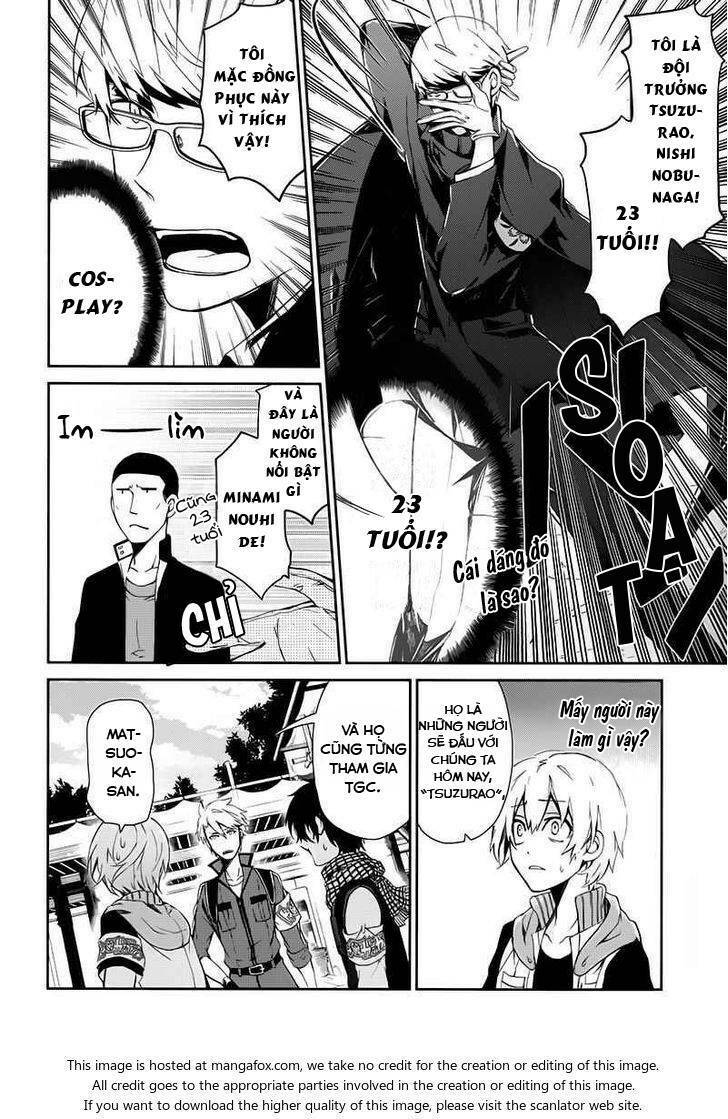 TÔI LÀ
ĐỘI
TRƯỞNG
TSUZU-
RAO,
NISHI
NOBU-
NAGA!
23
TUỔI!!
TÔI
MẶC ĐỒNG
PHỤC NÀY
VÌ THÍCH
VẬY!
COS-
PLAY?
SIOẠT
23
TUỔI!?
Cái dáng đó
là sao?
VÀ
ĐÂY LÀ
NGƯỜI
KHÔNG
NỔI BẬT
GÌ
MINAMI
NOUHI
DE!
Im — lìm
Cũng
23
tuổi
CHỈ
Mấy người này
làm gì vậy?
HỌ LÀ
NHỮNG NGƯỜI
SẼ ĐẤU VỚI
CHÚNG TA
HÔM NAY,
"TSUZURAO",
VÀ HỌ
CŨNG TỪNG
THAM GIA
TGC.
MAT-
SUO-
KA-
SAN.
This image is hosted at mangafox.com, we take no credit for the creation or editing of this image.
All credit goes to the appropriate parties involved in the creation or editing of this image.
If you want to download the higher quality of this image, please visit the scanlator web site.